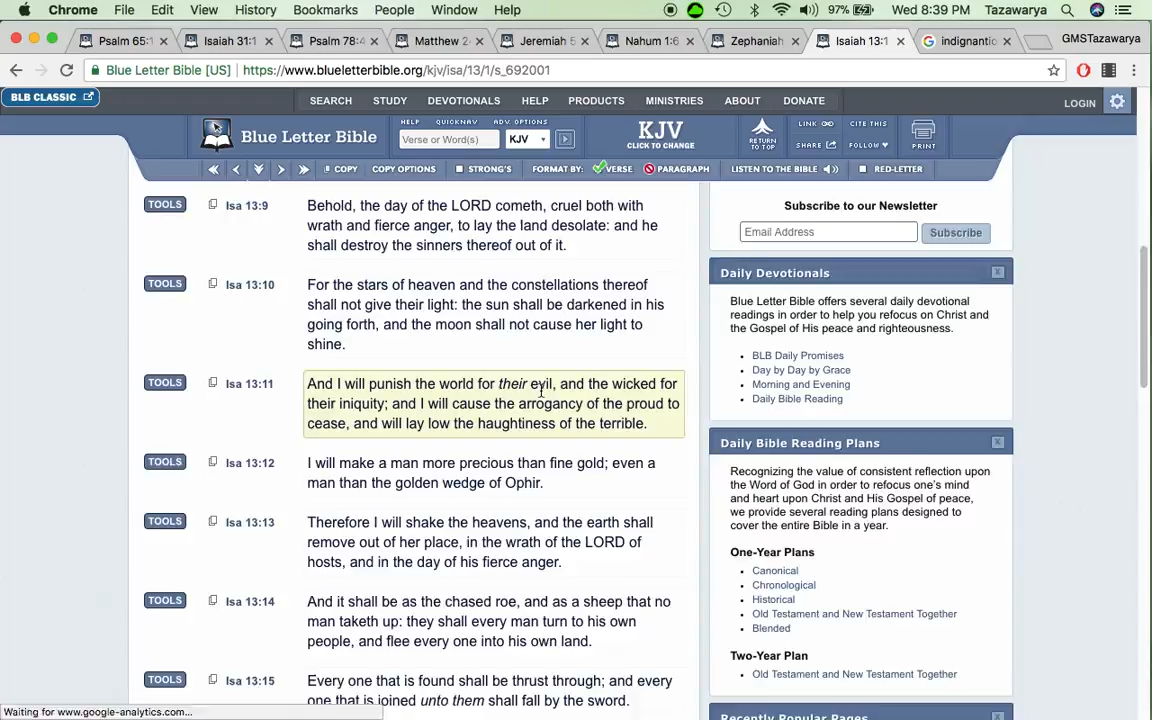 Chrome File Edit View History Bookmarks People Window Help 97% Wed 8:39 PM Tazawarya
Psalm 65:1 Isaiah 31:1 Psalm 78:4 Matthew 2 Jeremiah 5 Nahum 1:6 Zephaniah Isaiah 13:1 indignantic GMSTazawarya
Blue Letter Bible [US] https://www.blueletterbible.org/kjv/isa/13/1/s_692001
BLB CLASSIC
SEARCH STUDY DEVOTIONALS HELP PRODUCTS MINISTRIES ABOUT DONATE LOGIN
HELP QUICKNAV ADV. OPTIONS
Blue Letter Bible
Verse or Word(s) KJV
KJV
CLICK TO CHANGE
RETURN
TO TOP
LINK CITE THIS
SHARE FOLLOW
PRINT
COPY COPY OPTIONS STRONG'S FORMAT BY: VERSE PARAGRAPH LISTEN TO THE BIBLE RED-LETTER
TOOLS Isa 13:9 Behold, the day of the LORD cometh, cruel both with
wrath and fierce anger, to lay the land desolate: and he
shall destroy the sinners thereof out of it.
TOOLS Isa 13:10 For the stars of heaven and the constellations thereof
shall not give their light: the sun shall be darkened in his
going forth, and the moon shall not cause her light to
shine.
TOOLS Isa 13:11 And I will punish the world for their evil, and the wicked for
their iniquity; and I will cause the arrogancy of the proud to
cease, and will lay low the haughtiness of the terrible.
TOOLS Isa 13:12 I will make a man more precious than fine gold; even a
man than the golden wedge of Ophir.
TOOLS Isa 13:13 Therefore I will shake the heavens, and the earth shall
remove out of her place, in the wrath of the LORD of
hosts, and in the day of his fierce anger.
TOOLS Isa 13:14 And it shall be as the chased roe, and as a sheep that no
man taketh up: they shall every man turn to his own
people, and flee every one into his own land.
TOOLS Isa 13:15 Every one that is found shall be thrust through; and every
one that is joined unto them shall fall by the sword.
Subscribe to our Newsletter
Email Address Subscribe
Daily Devotionals
Blue Letter Bible offers several daily devotional
readings in order to help you refocus on Christ and
the Gospel of His peace and righteousness.
BLB Daily Promises
Day by Day by Grace
Morning and Evening
Daily Bible Reading
Daily Bible Reading Plans
Recognizing the value of consistent reflection upon
the Word of God in order to refocus one's mind
and heart upon Christ and His Gospel of peace,
we provide several reading plans designed to
cover the entire Bible in a year.
One-Year Plans
Canonical
Chronological
Historical
Old Testament and New Testament Together
Blended
Two-Year Plan
Old Testament and New Testament Together
Recently Popular Pages
Waiting for www.google-analytics.com...